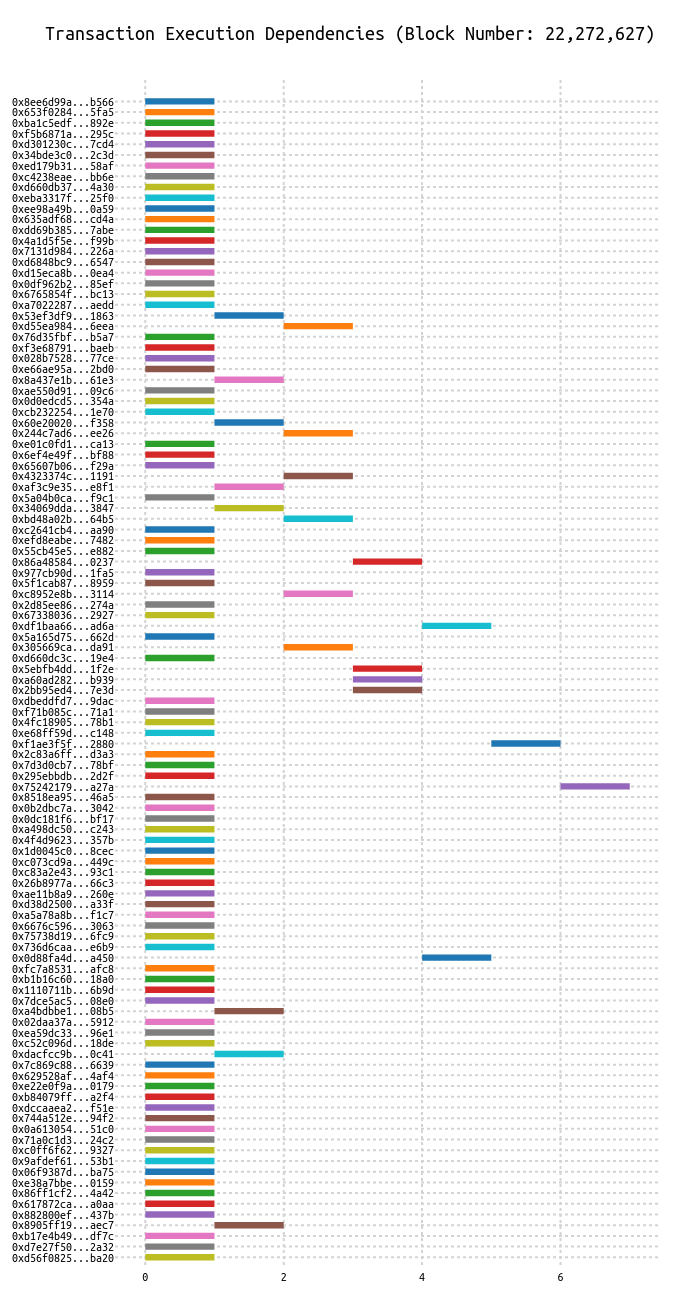 Transaction Execution Dependencies (Block Number: 22,272,627)
0x8ee6d99a...b566
0x653f0284...5fa5
0xba1c5edf...892e
0xf5b6871a...295c
0xd301230c...7cd4
0x34bde3c0...2c3d
0xed179b31...58af
0xc4238eae...bb6e
0xd660db37...4a30
0xeba3317f...25f0
0xee98a49b...0a59
0x635adf68...cd4a
0xdd69b385...7abe
0x4a1d5f5e...f99b
0x7131d984...226a
0xd6848bc9...6547
0xd15eca8b...0ea4
0x0df962b2...85ef
0x6765854f...bc13
0xa7022287...aedd
0x53ef3df9...1863
0xd55ea984...6eea
0x76d35fbf...b5a7
0xf3e68791...baeb
0x028b7528...77ce
0xe66ae95a...2bd0
0x8a437e1b...61e3
0xae550d91...09c6
0x0d0edcd5...354a
0xcb232254...1e70
0x60e20020...f358
0x244c7ad6...ee26
0xe01c0fd1...ca13
0x6ef4e49f...bf88
0x65607b06...f29a
0x4323374c...1191
0xaf3c9e35...e8f1
0x5a04b0ca...f9c1
0x34069dda...3847
0xbd48a02b...64b5
0xc2641cb4...aa90
0xefd8eabe...7482
0x55cb45e5...e882
0x86a48584...0237
0x977cb90d...1fa5
0x5f1cab87...8959
0xc8952e8b...3114
0x2d85ee86...274a
0x67338036...2927
0xdf1baa66...ad6a
0x5a165d75...662d
0x305669ca...da91
0xd660dc3c...19e4
0x5ebfb4dd...1f2e
0xa60ad282...b939
0x2bb95ed4...7e3d
0xdbeddfd7...9dac
0xf71b085c...71a1
0x4fc18905...78b1
0xe68ff59d...c148
0xf1ae3f5f...2880
0x2c83a6ff...d3a3
0x7d3d0cb7...78bf
0x295ebbdb...2d2f
0x75242179...a27a
0x8518ea95...46a5
0x0b2dbc7a...3042
0x0dc181f6...bf17
0xa498dc50...c243
0x4f4d9623...357b
0x1d0045c0...8cec
0xc073cd9a...449c
0xc83a2e43...93c1
0x26b8977a...66c3
0xae11b8a9...260e
0xd38d2500...a33f
0xa5a78a8b...f1c7
0x6676c596...3063
0x75738d19...6fc9
0x736d6caa...e6b9
0x0d88fa4d...a450
0xfc7a8531...afc8
0xb1b16c60...18a0
0x1110711b...6b9d
0x7dce5ac5...08e0
0xa4bdbbe1...08b5
0x02daa37a...5912
0xea59dc33...96e1
0xc52c096d...18de
0xdacfcc9b...0c41
0x7c869c88...6639
0x629528af...4af4
0xe22e0f9a...0179
0xb84079ff...a2f4
0xdccaaea2...f51e
0x744a512e...94f2
0x0a613054...51c0
0x71a0c1d3...24c2
0xc0ff6f62...9327
0x9afdef61...53b1
0x06f9387d...ba75
0xe38a7bbe...0159
0x86ff1cf2...4a42
0x617872ca...a0aa
0x882800ef...437b
0x8905ff19...aec7
0xb17e4b49...df7c
0xd7e27f50...2a32
0xd56f0825...ba20
0 2 4 6